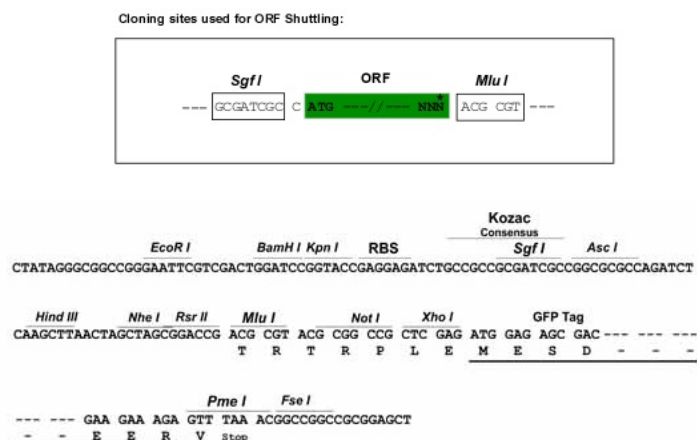 Cloning sites used for ORF Shuttling:
Sgf I ORF Mlu I
--- GCGATCGC C ATG ---//--- NNN* ACG CGT ---
Kozac
Consensus
EcoR I BamH I Kpn I RBS Sgf I Asc I
CTATAGGGCGGCCGGGAATTCGTCGACTGGATCCGGTACCGAGGAGATCTGCCGCCGCGATCGCCGGCGCGCCAGATCT
Hind III Nhe I Rsr II Mlu I Not I Xho I GFP Tag
CAAGCTTAACTAGCTAGCGGACCG ACG CGT ACG CGG CCG CTC GAG ATG GAG AGC GAC--- --- ---
T R T R P L E M E S D - - -
Pme I Fse I
--- --- GAA GAA AGA GTT TAA ACGGCCGGCCGCGGAGCT
- - E E R V Stop